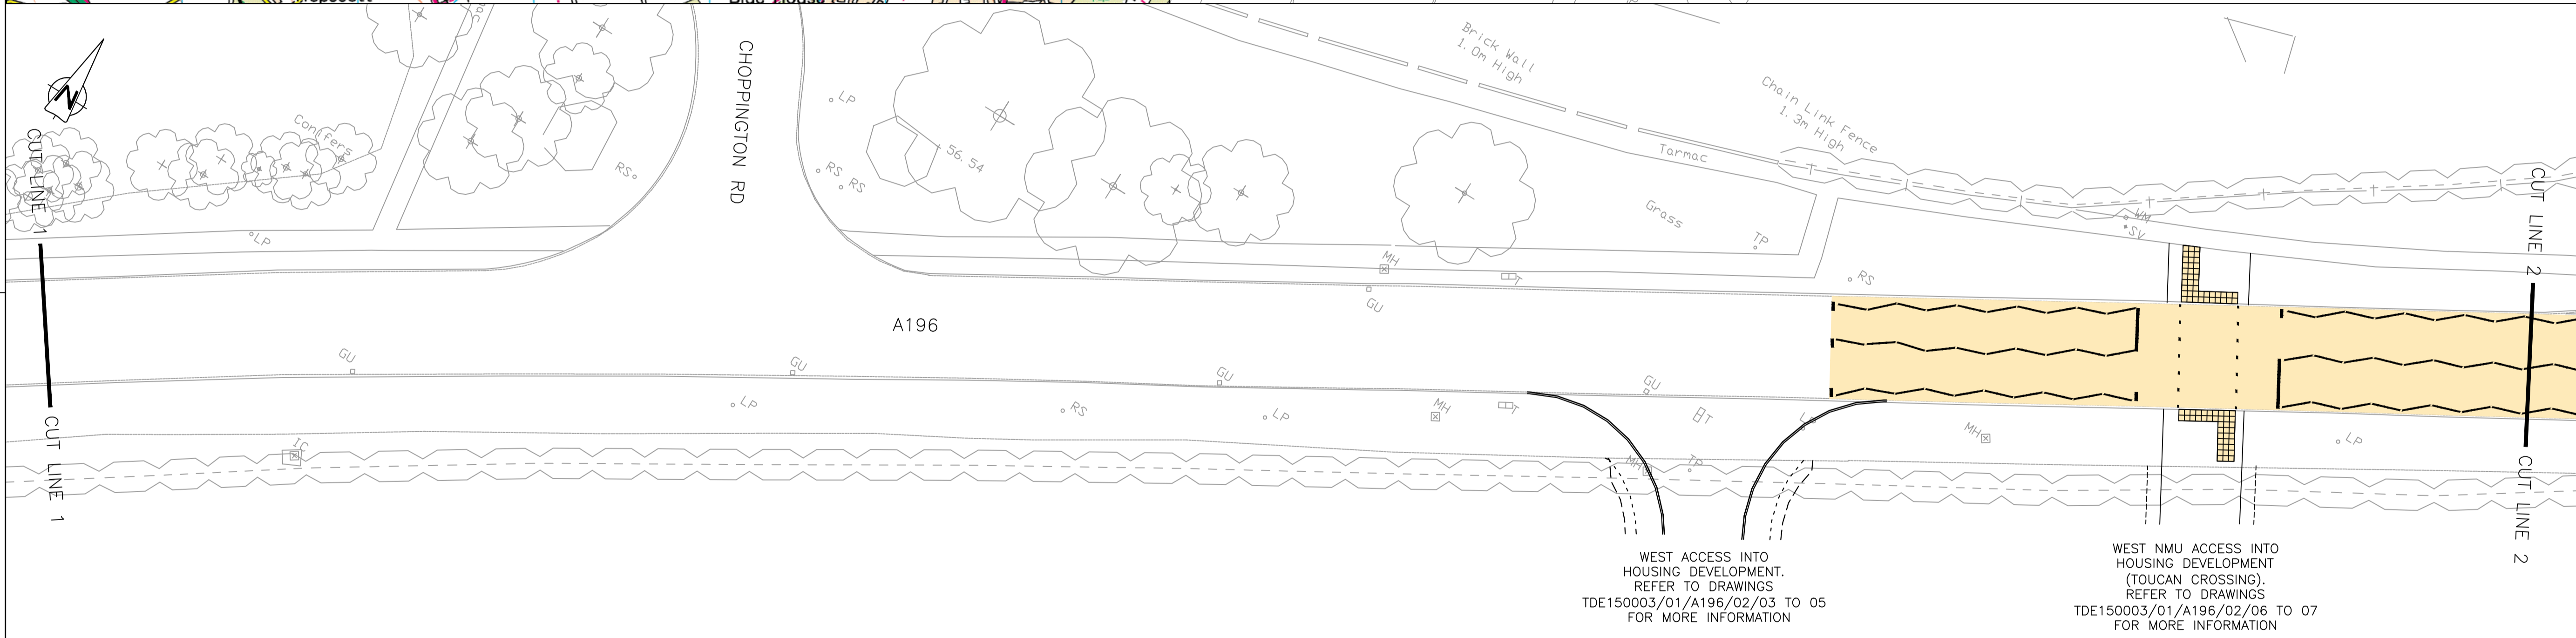 N
CUT LINE 1
Conifers
LP
RS
CHOPPINGTON RD
LP
RS
RS
56.54
Brick Wall
1.0m High
Chain Link Fence
1.3m High
Tarmac
Grass
TP
MH
T
GU
RS
WM
SV
CUT LINE 2
A196
GU
GU
GU
GU
LP
RS
LP
MH
T
T
MH
LP
IC
MH
TP
CUT LINE 1
CUT LINE 2
WEST ACCESS INTO
HOUSING DEVELOPMENT.
REFER TO DRAWINGS
TDE150003/01/A196/02/03 TO 05
FOR MORE INFORMATION
WEST NMU ACCESS INTO
HOUSING DEVELOPMENT
(TOUCAN CROSSING).
REFER TO DRAWINGS
TDE150003/01/A196/02/06 TO 07
FOR MORE INFORMATION